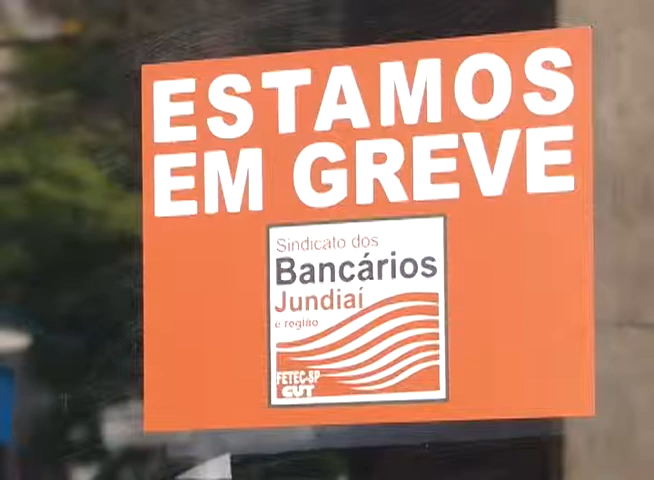 ESTAMOS
EM GREVE
Sindicato dos
Bancários
Jundiaí
e região
FETEC-SP
CUT